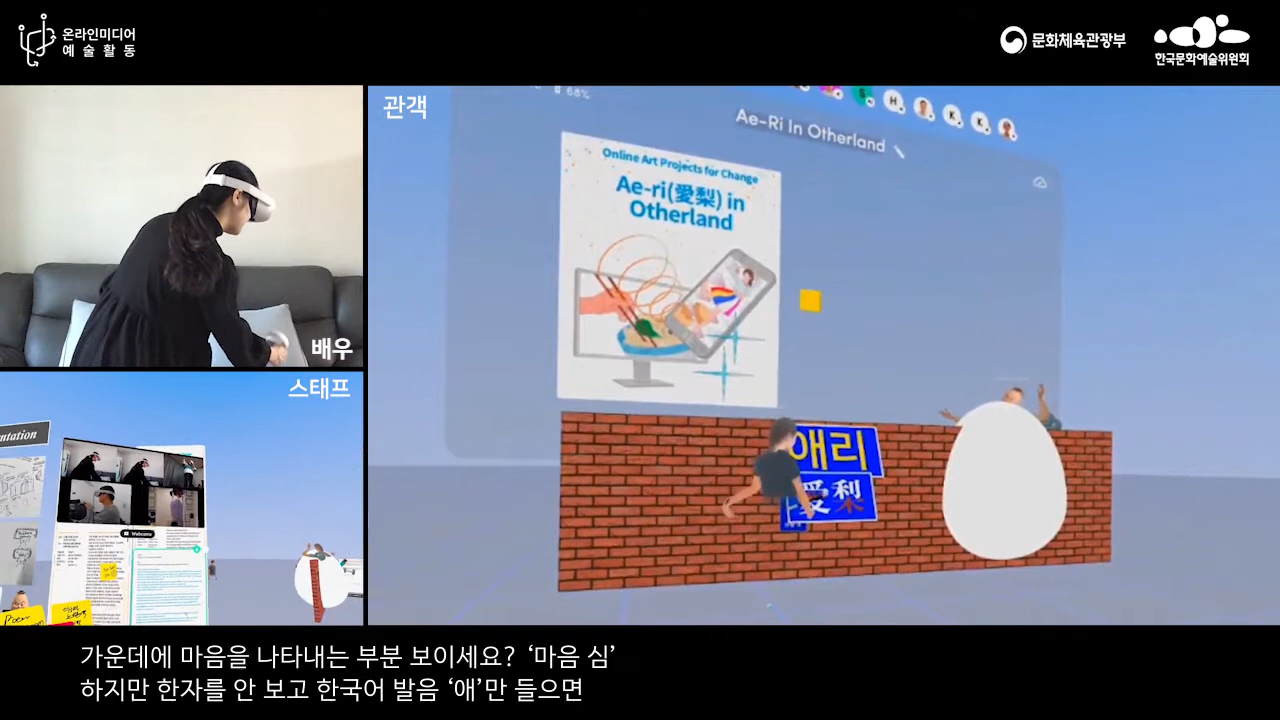 온라인미디어
예술활동
문화체육관광부
한국문화예술위원회
관객
68%
S
H
K
K
Ae-Ri In Otherland
Online Art Projects for Change
Ae-ri(愛梨) in
Otherland
배우
애리
愛梨
스태프
ntation
Welcome
가운데에 마음을 나타내는 부분 보이세요? ‘마음 심’
하지만 한자를 안 보고 한국어 발음 ‘애’만 들으면